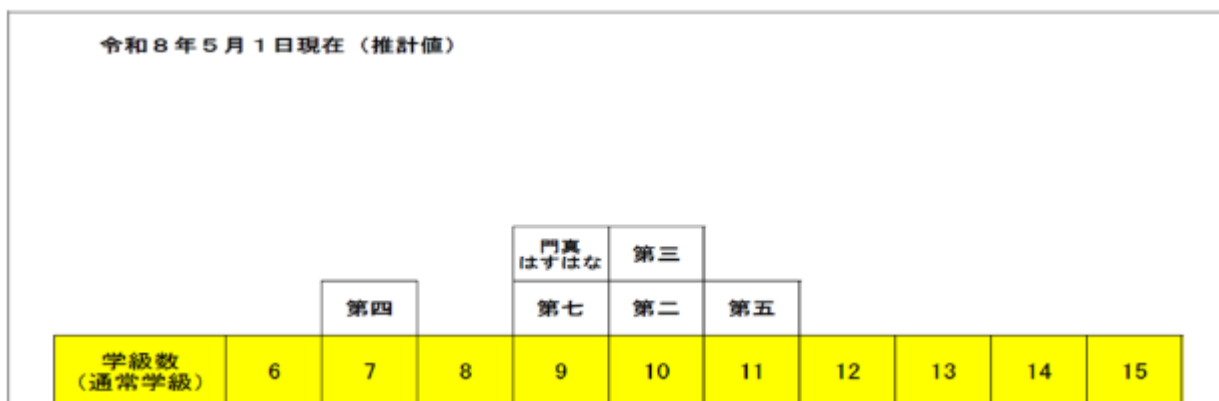 令和８年５月１日現在（推計値）
門真
はすはな
第三
第四
第七
第二
第五
学級数
（通常学級）
6
7
8
9
10
11
12
13
14
15